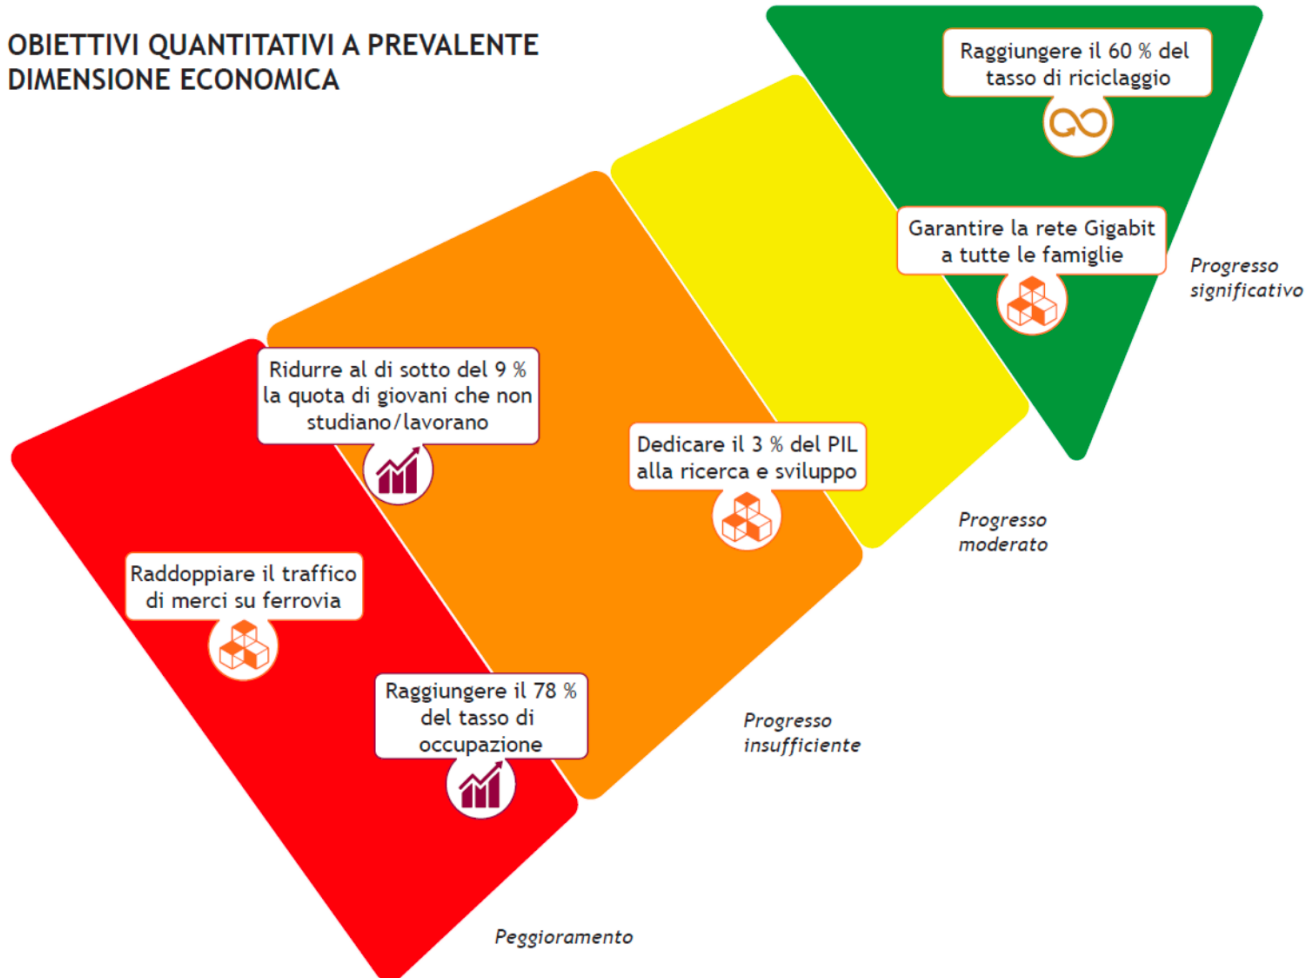 OBIETTIVI QUANTITATIVI A PREVALENTE
DIMENSIONE ECONOMICA
Raggiungere il 60 % del
tasso di riciclaggio
Garantire la rete Gigabit
a tutte le famiglie
Progresso
significativo
Ridurre al di sotto del 9 %
la quota di giovani che non
studiano/lavorano
Dedicare il 3 % del PIL
alla ricerca e sviluppo
Progresso
moderato
Raddoppiare il traffico
di merci su ferrovia
Raggiungere il 78 %
del tasso di
occupazione
Progresso
insufficiente
Peggioramento